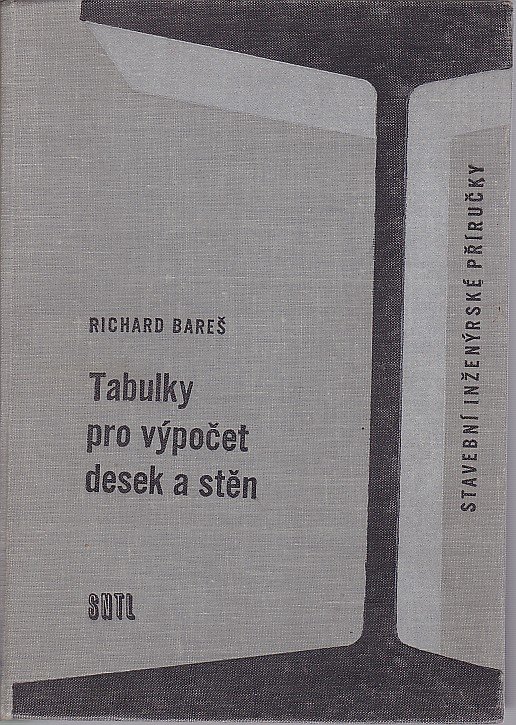 RICHARD BAREŠ
Tabulky
pro výpočet
desek a stěn
SNTL
STAVEBNÍ INŽENÝRSKÉ PŘÍRUČKY